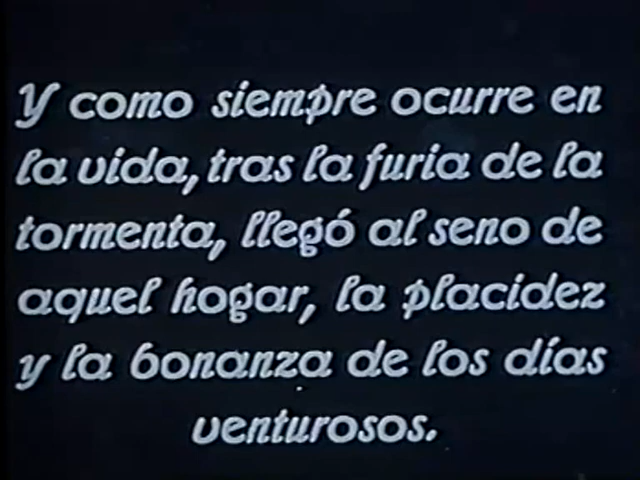 Y como siempre ocurre en
la vida, tras la furia de la
tormenta, llegó al seno de
aquel hogar, la placidez
y la bonanza de los días
venturosos.